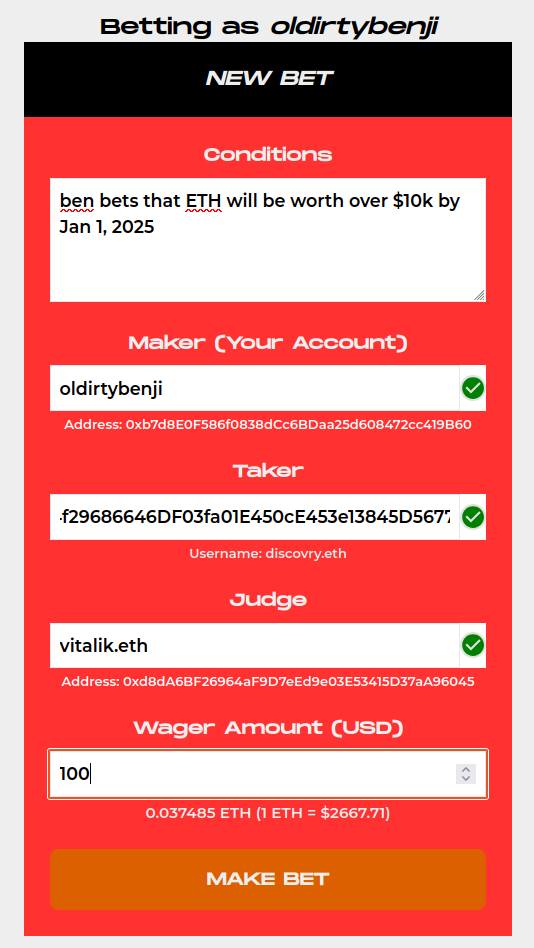 Betting as oldirtybenji
NEW BET
Conditions
ben bets that ETH will be worth over $10k by
Jan 1, 2025
Maker (Your Account)
oldirtybenji
Address: 0xb7d8E0F586f0838dCc6BDaa25d608472cc419B60
Taker
f29686646DF03fa01E450cE453e13845D5677
Username: discovry.eth
Judge
vitalik.eth
Address: 0xd8dA6BF26964aF9D7eEd9e03E53415D37aA96045
Wager Amount (USD)
100
0.037485 ETH (1 ETH = $2667.71)
MAKE BET